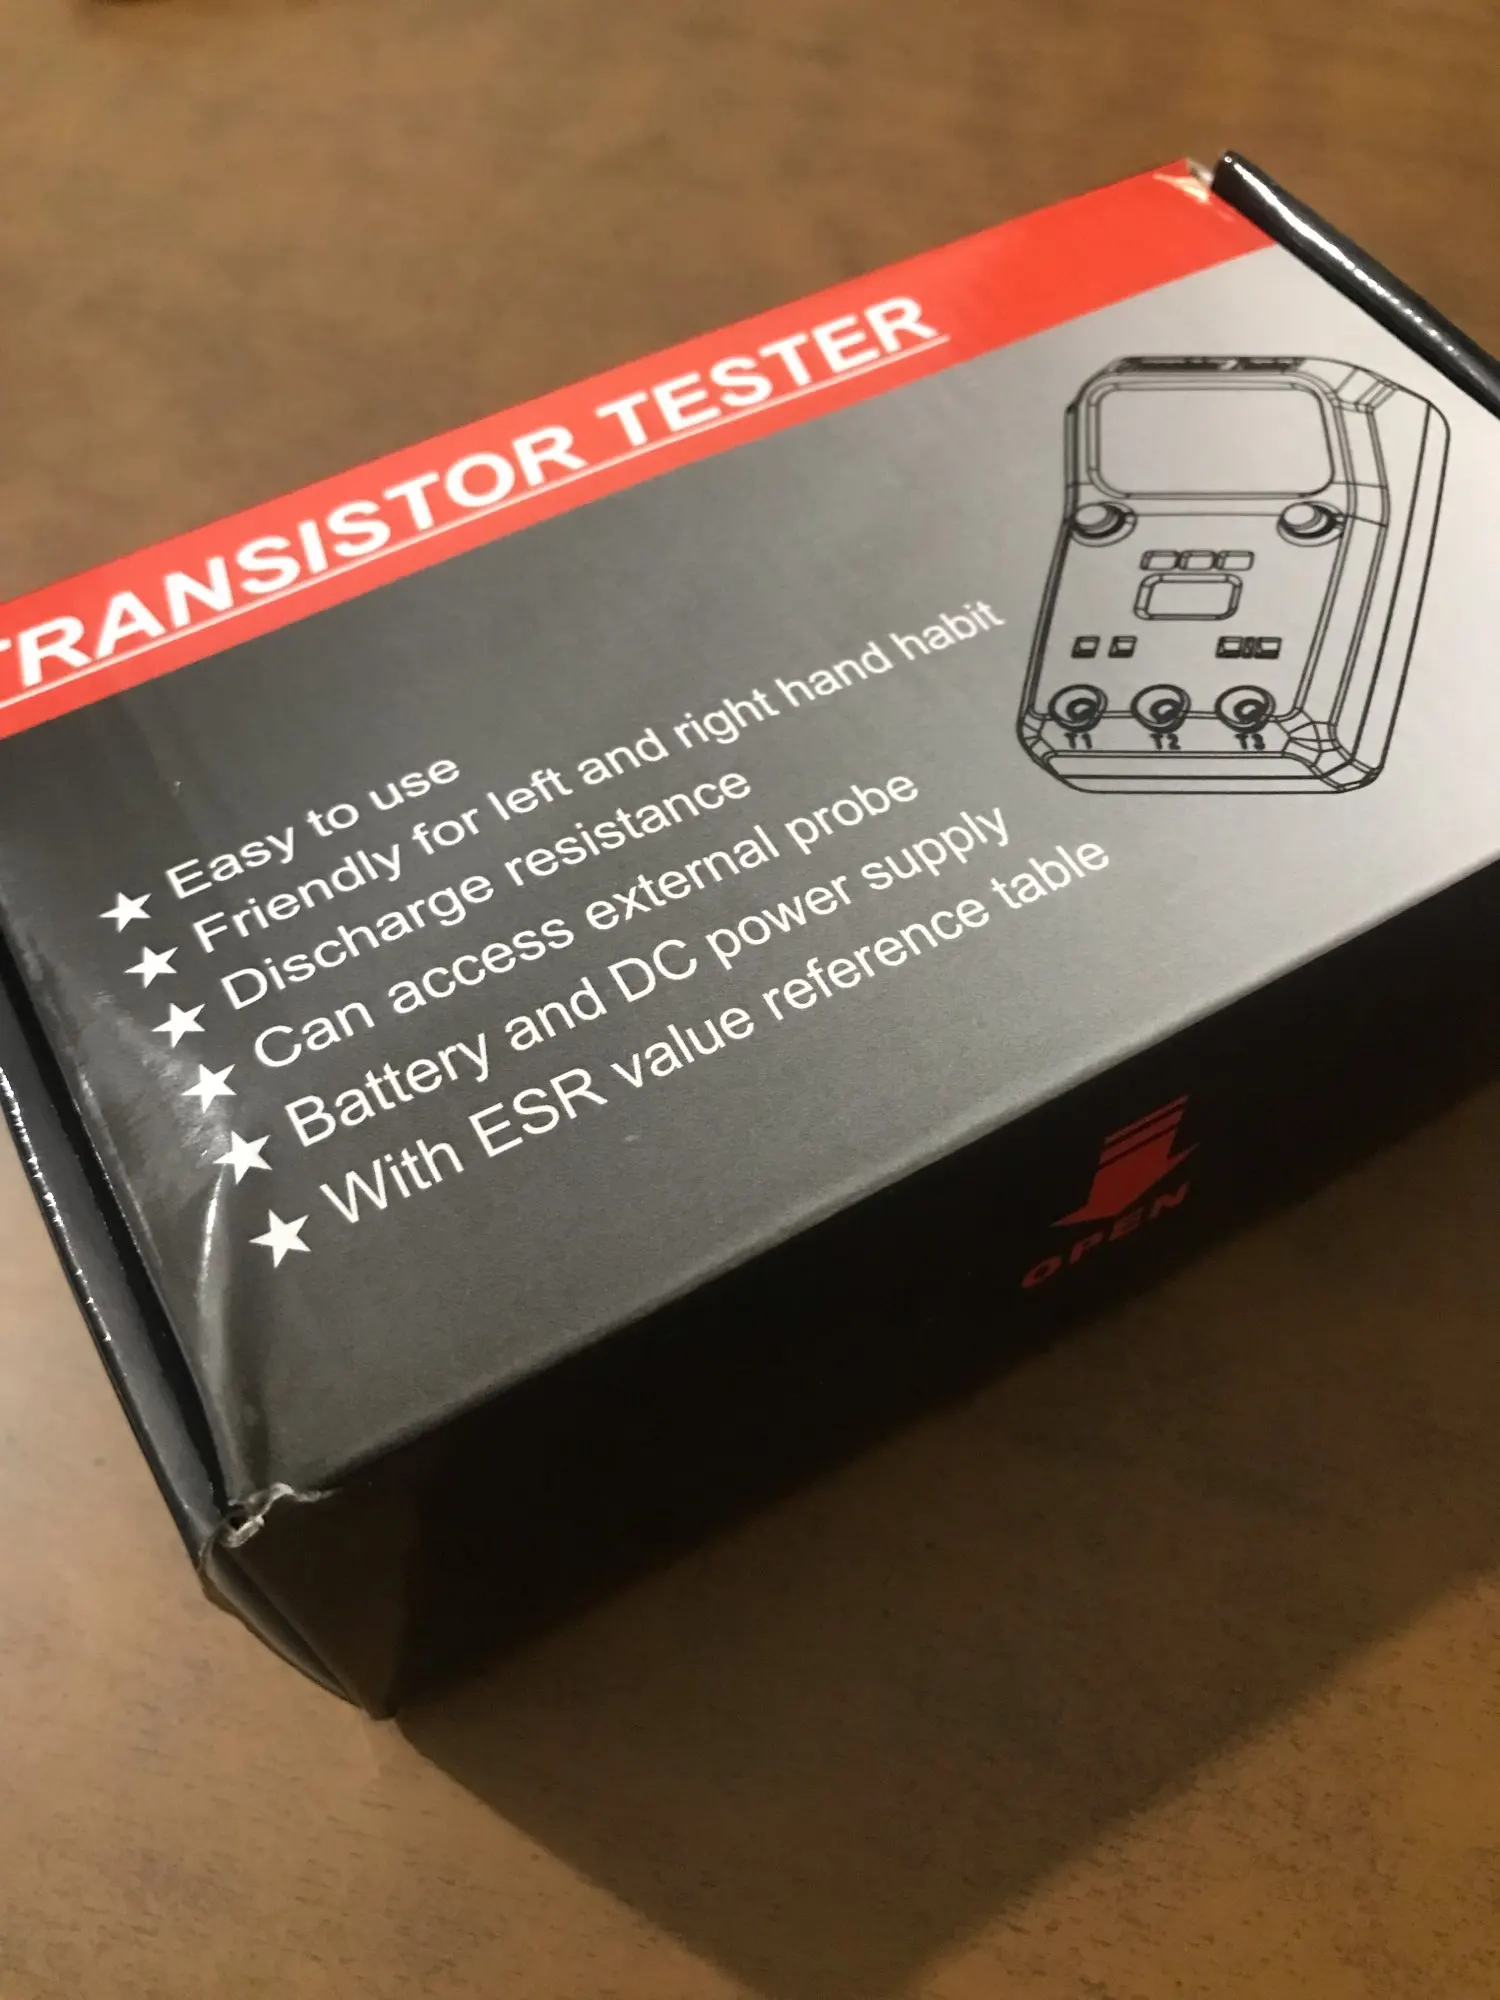 TRANSISTOR TESTER
★ Easy to use
★ Friendly for left and right hand habit
★ Discharge resistance
★ Can access external probe
★ Battery and DC power supply
★ With ESR value reference table
T1 T2 T3
OPEN